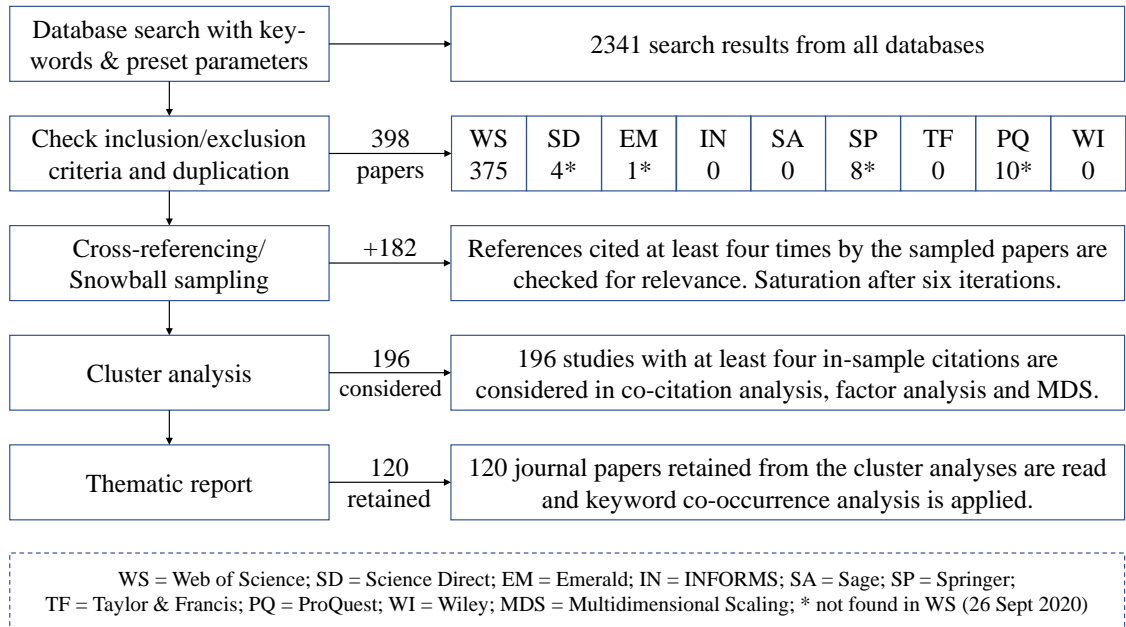 Database search with key-
words & preset parameters
2341 search results from all databases
Check inclusion/exclusion
criteria and duplication
398
papers
WS SD EM IN SA SP TF PQ WI
375 4* 1* 0 0 8* 0 10* 0
Cross-referencing/
Snowball sampling
+182
References cited at least four times by the sampled papers are
checked for relevance. Saturation after six iterations.
Cluster analysis
196
considered
196 studies with at least four in-sample citations are
considered in co-citation analysis, factor analysis and MDS.
Thematic report
120
retained
120 journal papers retained from the cluster analyses are read
and keyword co-occurrence analysis is applied.
WS = Web of Science; SD = Science Direct; EM = Emerald; IN = INFORMS; SA = Sage; SP = Springer;
TF = Taylor & Francis; PQ = ProQuest; WI = Wiley; MDS = Multidimensional Scaling; * not found in WS (26 Sept 2020)